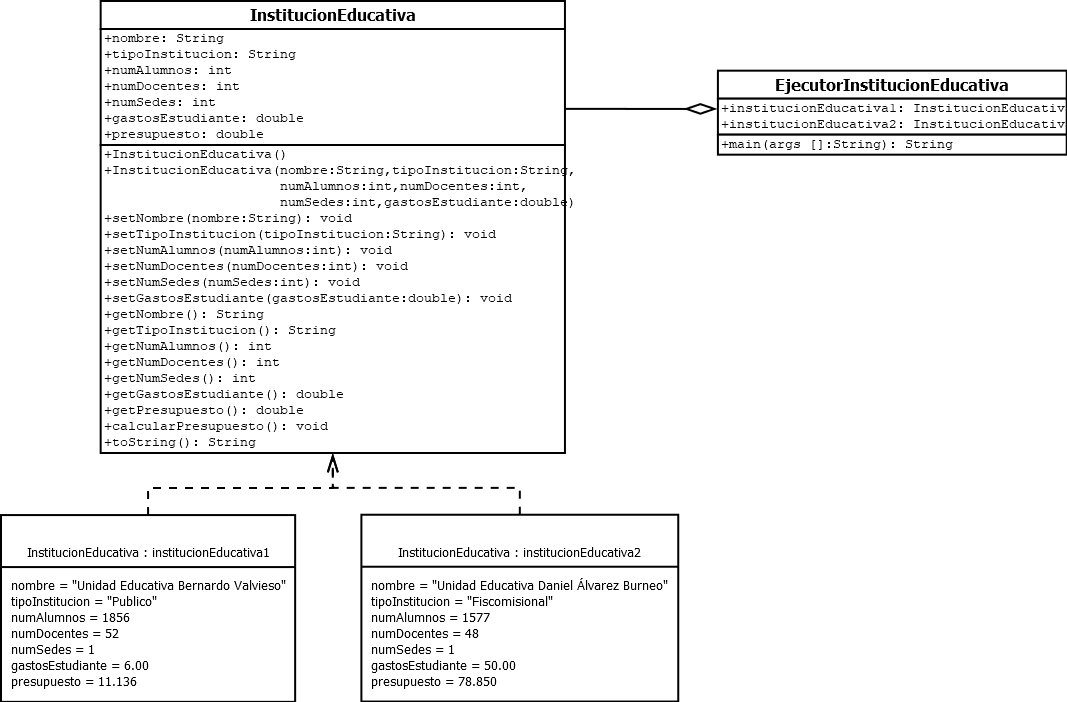 InstitucionEducativa
+nombre: String
+tipoInstitucion: String
+numAlumnos: int
+numDocentes: int
+numSedes: int
+gastosEstudiante: double
+presupuesto: double
+InstitucionEducativa()
+InstitucionEducativa(nombre:String,tipoInstitucion:String,
numAlumnos:int,numDocentes:int,
numSedes:int,gastosEstudiante:double)
+setNombre(nombre:String): void
+setTipoInstitucion(tipoInstitucion:String): void
+setNumAlumnos(numAlumnos:int): void
+setNumDocentes(numDocentes:int): void
+setNumSedes(numSedes:int): void
+setGastosEstudiante(gastosEstudiante:double): void
+getNombre(): String
+getTipoInstitucion(): String
+getNumAlumnos(): int
+getNumDocentes(): int
+getNumSedes(): int
+getGastosEstudiante(): double
+getPresupuesto(): double
+calcularPresupuesto(): void
+toString(): String
EjecutorInstitucionEducativa
+institucionEducativa1: InstitucionEducativ
+institucionEducativa2: InstitucionEducativ
+main(args []:String): String
InstitucionEducativa : institucionEducativa1
nombre = "Unidad Educativa Bernardo Valvieso"
tipoInstitucion = "Publico"
numAlumnos = 1856
numDocentes = 52
numSedes = 1
gastosEstudiante = 6.00
presupuesto = 11.136
InstitucionEducativa : institucionEducativa2
nombre = "Unidad Educativa Daniel Álvarez Burneo"
tipoInstitucion = "Fiscomisional"
numAlumnos = 1577
numDocentes = 48
numSedes = 1
gastosEstudiante = 50.00
presupuesto = 78.850